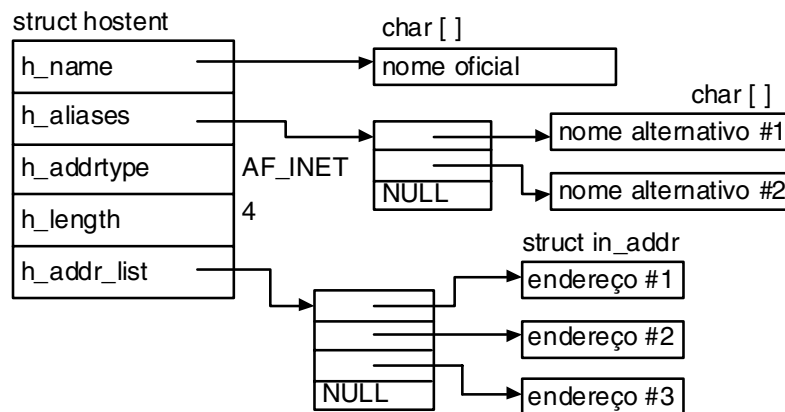 struct hostent
char [ ]
h_name
nome oficial
h_aliases
char [ ]
nome alternativo #1
h_addrtype
AF_INET
NULL
nome alternativo #2
h_length
4
struct in_addr
h_addr_list
endereço #1
endereço #2
NULL
endereço #3